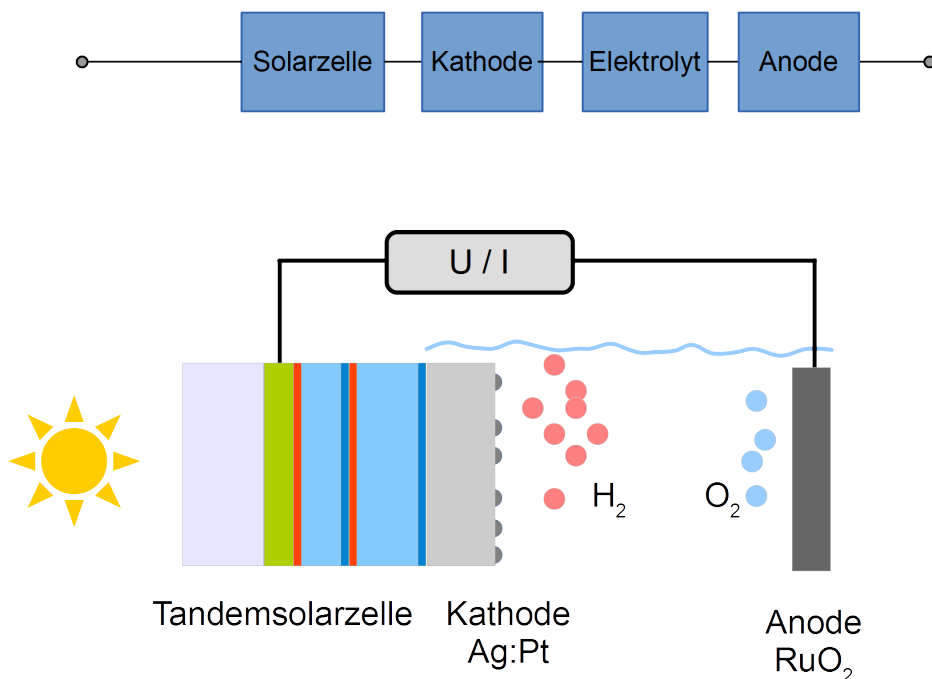 Solarzelle
Kathode
Elektrolyt
Anode
U / I
H₂
O₂
Tandemsolarzelle
Kathode
Ag:Pt
Anode
RuO₂